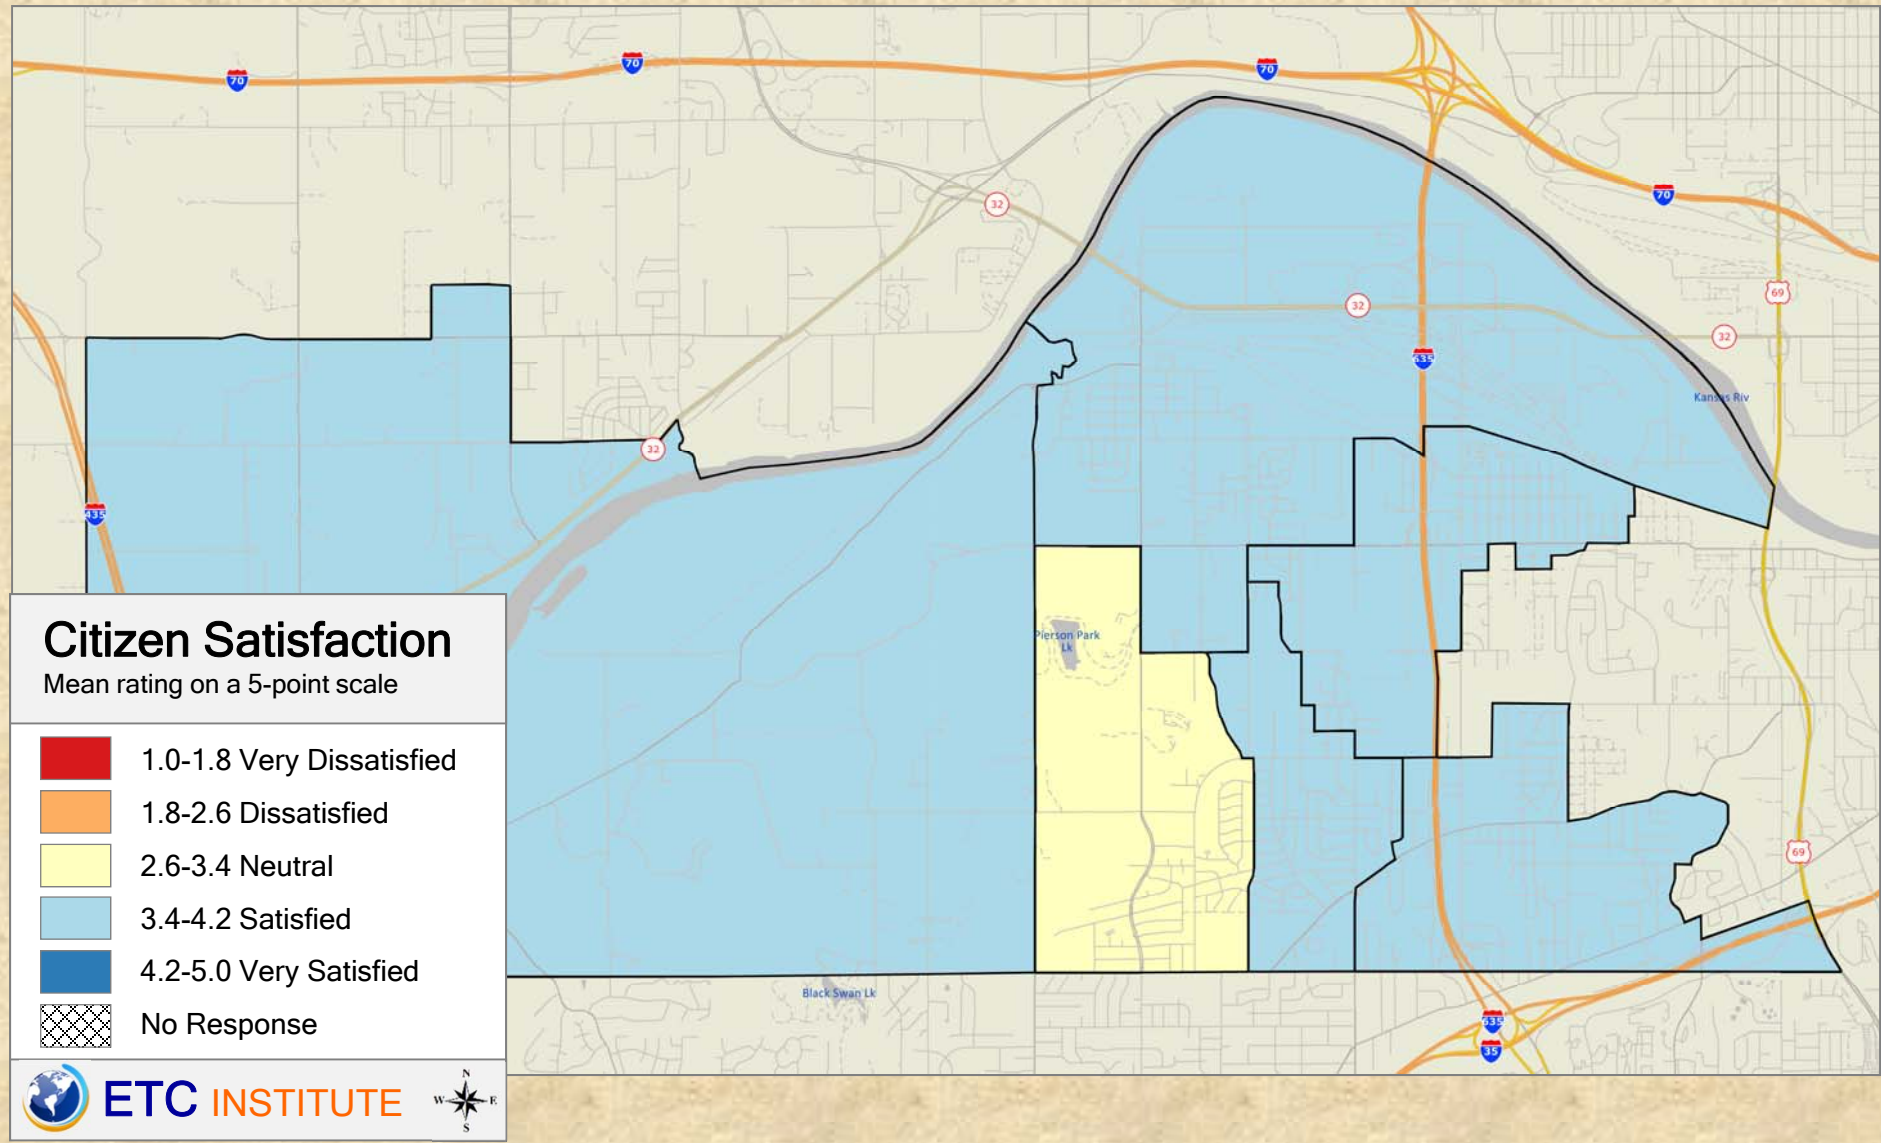 70
70
70
70
32
69
32
32
635
Kansas Riv
32
435
Pierson Park
Lk
69
Black Swan Lk
635
35
Citizen Satisfaction
Mean rating on a 5-point scale
1.0-1.8 Very Dissatisfied
1.8-2.6 Dissatisfied
2.6-3.4 Neutral
3.4-4.2 Satisfied
4.2-5.0 Very Satisfied
No Response
ETC INSTITUTE
N
W E
S